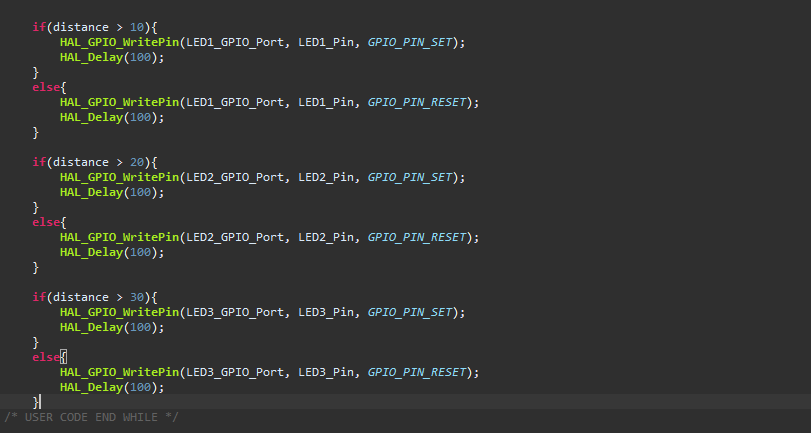 if(distance > 10){
HAL_GPIO_WritePin(LED1_GPIO_Port, LED1_Pin, GPIO_PIN_SET);
HAL_Delay(100);
}
else{
HAL_GPIO_WritePin(LED1_GPIO_Port, LED1_Pin, GPIO_PIN_RESET);
HAL_Delay(100);
}
if(distance > 20){
HAL_GPIO_WritePin(LED2_GPIO_Port, LED2_Pin, GPIO_PIN_SET);
HAL_Delay(100);
}
else{
HAL_GPIO_WritePin(LED2_GPIO_Port, LED2_Pin, GPIO_PIN_RESET);
HAL_Delay(100);
}
if(distance > 30){
HAL_GPIO_WritePin(LED3_GPIO_Port, LED3_Pin, GPIO_PIN_SET);
HAL_Delay(100);
}
else{
HAL_GPIO_WritePin(LED3_GPIO_Port, LED3_Pin, GPIO_PIN_RESET);
HAL_Delay(100);
}
/* USER CODE END WHILE */